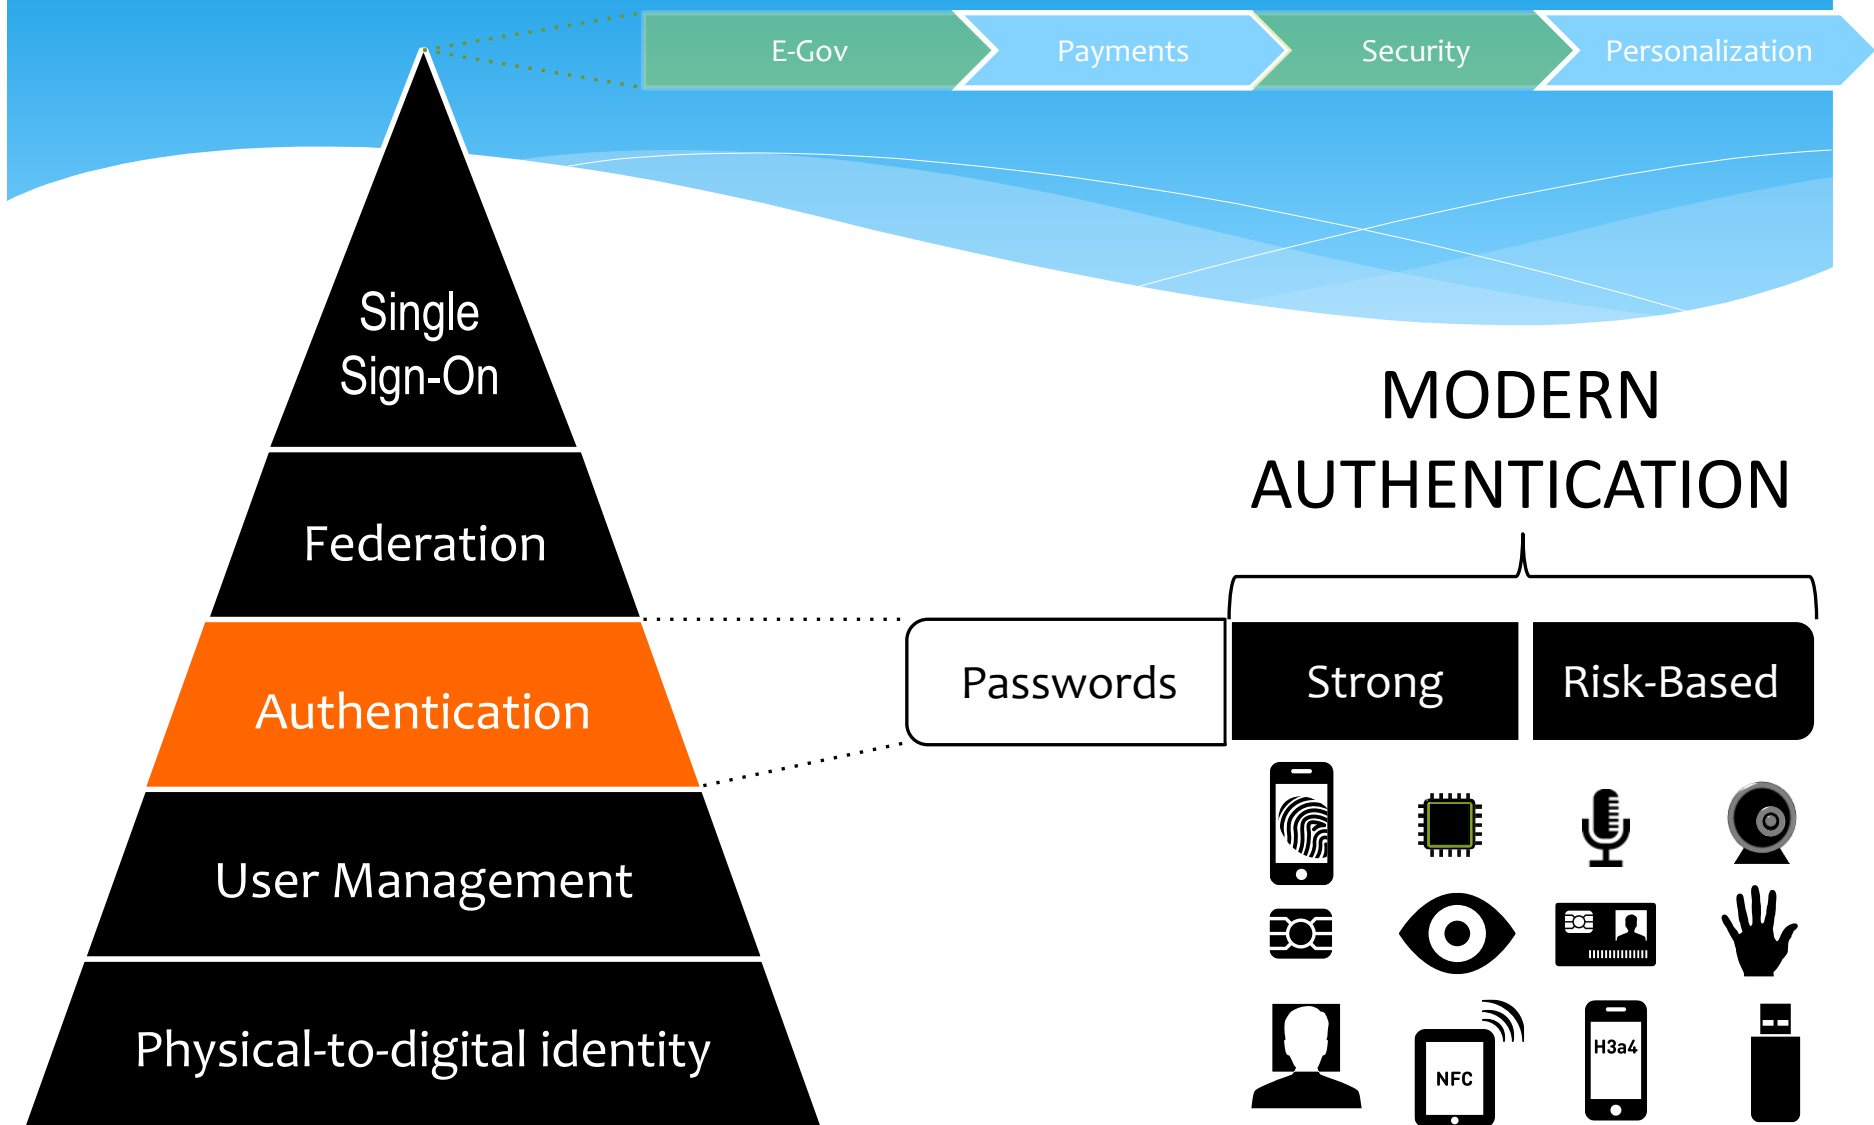 E-Gov
Payments
Security
Personalization
Single
Sign-On
Federation
Authentication
User Management
Physical-to-digital identity
MODERN
AUTHENTICATION
Passwords
Strong
Risk-Based
NFC
H3a4